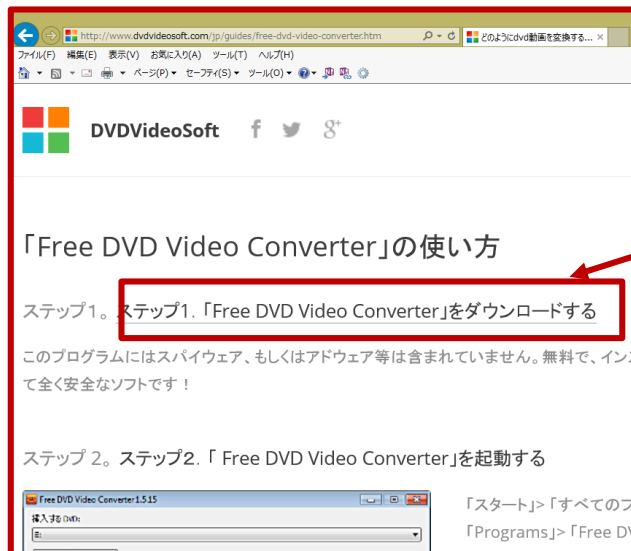 http://www.dvdvideosoft.com/jp/guides/free-dvd-video-converter.htm
どのようにdvd動画を変換する... ×
ファイル(F) 編集(E) 表示(V) お気に入り(A) ツール(T) ヘルプ(H)
ページ(P) セーフティ(S) ツール(O)
DVDVideoSoft
「Free DVD Video Converter」の使い方
ステップ1。ステップ1.「Free DVD Video Converter」をダウンロードする
このプログラムにはスパイウェア、もしくはアドウェア等は含まれていません。無料で、イン
て全く安全なソフトです！
ステップ 2。ステップ2.「 Free DVD Video Converter」を起動する
Free DVD Video Converter 1.5.15
挿入する DVD:
E:
「スタート」>「すべてのフ
「Programs」>「Free D